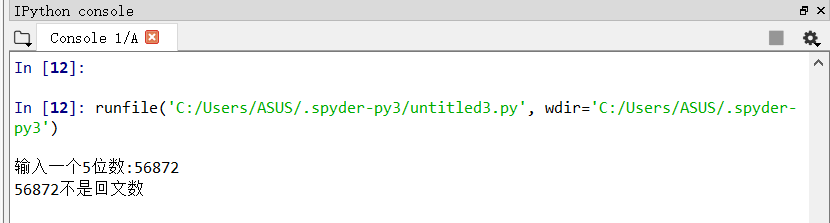 IPython console
Console 1/A
In [12]:
In [12]: runfile('C:/Users/ASUS/.spyder-py3/untitled3.py', wdir='C:/Users/ASUS/.spyder-
py3')
输入一个5位数:56872
56872不是回文数